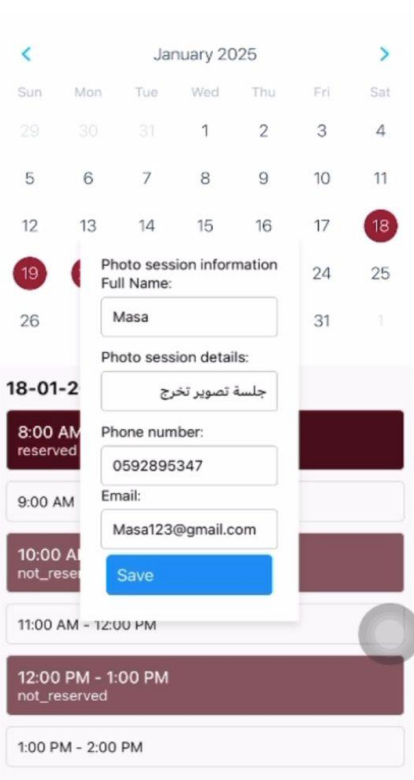 January 2025
Sun Mon Tue Wed Thu Fri Sat
29 30 31 1 2 3 4
5 6 7 8 9 10 11
12 13 14 15 16 17 18
19 24 25
26 31 1
Photo session information
Full Name:
Masa
Photo session details:
جلسة تصوير تخرج
Phone number:
0592895347
Email:
Masa123@gmail.com
Save
18-01-2
8:00 AM
reserved
9:00 AM
10:00 A
not_rese
11:00 AM - 12:00 PM
12:00 PM - 1:00 PM
not_reserved
1:00 PM - 2:00 PM